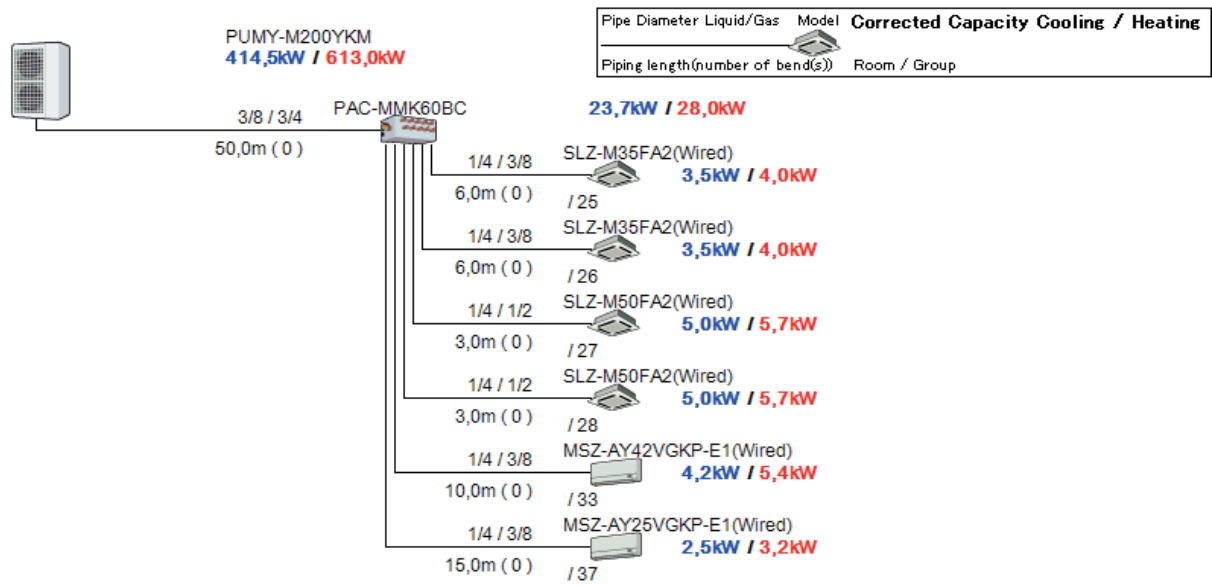 Pipe Diameter Liquid/Gas Model Corrected Capacity Cooling / Heating
Piping length(number of bend(s)) Room / Group
PUMY-M200YKM
414,5kW / 613,0kW
3/8 / 3/4
50,0m ( 0 )
PAC-MMK60BC
23,7kW / 28,0kW
1/4 / 3/8
6,0m ( 0 )
SLZ-M35FA2(Wired)
3,5kW / 4,0kW
/ 25
1/4 / 3/8
6,0m ( 0 )
SLZ-M35FA2(Wired)
3,5kW / 4,0kW
/ 26
1/4 / 1/2
3,0m ( 0 )
SLZ-M50FA2(Wired)
5,0kW / 5,7kW
/ 27
1/4 / 1/2
3,0m ( 0 )
SLZ-M50FA2(Wired)
5,0kW / 5,7kW
/ 28
1/4 / 3/8
10,0m ( 0 )
MSZ-AY42VGKP-E1(Wired)
4,2kW / 5,4kW
/ 33
1/4 / 3/8
15,0m ( 0 )
MSZ-AY25VGKP-E1(Wired)
2,5kW / 3,2kW
/ 37